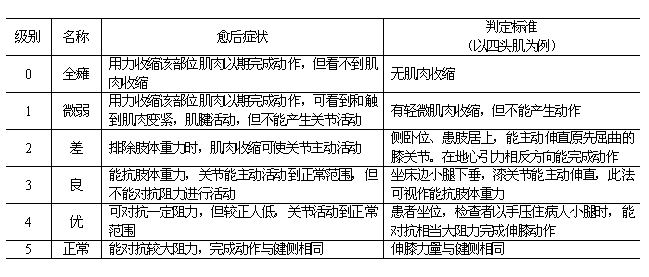 级别 名称 愈后症状 判定标准
(以四头肌为例)
0 全瘫 用力收缩该部位肌肉以期完成动作，但看不到肌
肉收缩 无肌肉收缩
1 微弱 用力收缩该部位肌肉以期完成动作，可看到和触
到肌肉变紧，肌腱活动，但不能产生关节活动 有轻微肌肉收缩，但不能产生动作
2 差 排除肢体重力时，肌肉收缩可使关节主动活动 侧卧位、患肢居上，能主动伸直原先屈曲的
膝关节。在地心引力相反方向能完成动作
3 良 能抗肢体重力，关节能主动活动到正常范围，但
不能对抗阻力进行活动 坐床边小腿下垂，漆关节能主动伸直，此法
可视作能抗肢体重力
4 优 可对抗一定阻力，但较正人低，关节活动到正常
范围 患者坐位，检查者以手压住病人小腿时，能
对抗相当大阻力完成伸膝动作
5 正常 能对抗较大阻力，完成动作与健侧相同 伸膝力量与健侧相同